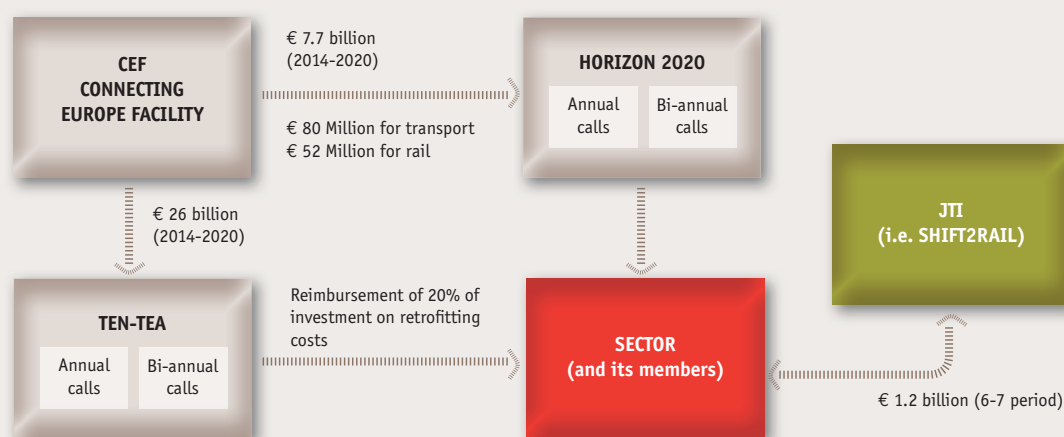 CEF
CONNECTING
EUROPE FACILITY
€ 7.7 billion
(2014-2020)
€ 80 Million for transport
€ 52 Million for rail
HORIZON 2020
Annual
calls
Bi-annual
calls
JTI
(i.e. SHIFT2RAIL)
€ 26 billion
(2014-2020)
TEN-TEA
Annual
calls
Bi-annual
calls
Reimbursement of 20% of
investment on retrofitting
costs
SECTOR
(and its members)
€ 1.2 billion (6-7 period)